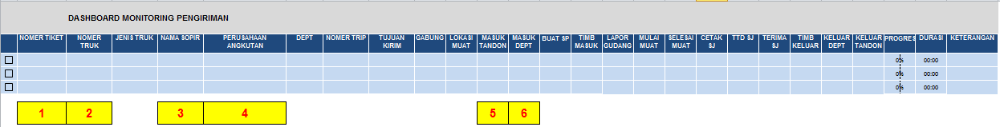 DASHBOARD MONITORING PENGIRIMAN
NOMER TIKET NOMER TRUK JENIS TRUK NAMA SOPIR PERUSAHAAN ANGKUTAN DEPT NOMER TRIP TUJUAN KIRIM GABUNG LOKASI MUAT MASUK TANDON MASUK DEPT BUAT SP TIMB MASUK LAPOR GUDANG MULAI MUAT SELESAI MUAT CETAK SJ TTD SJ TERIMA SJ TIMB KELUAR KELUAR DEPT KELUAR TANDON PROGRES DURASI KETERANGAN
0% 00:00
0% 00:00
0% 00:00
1 2 3 4 5 6